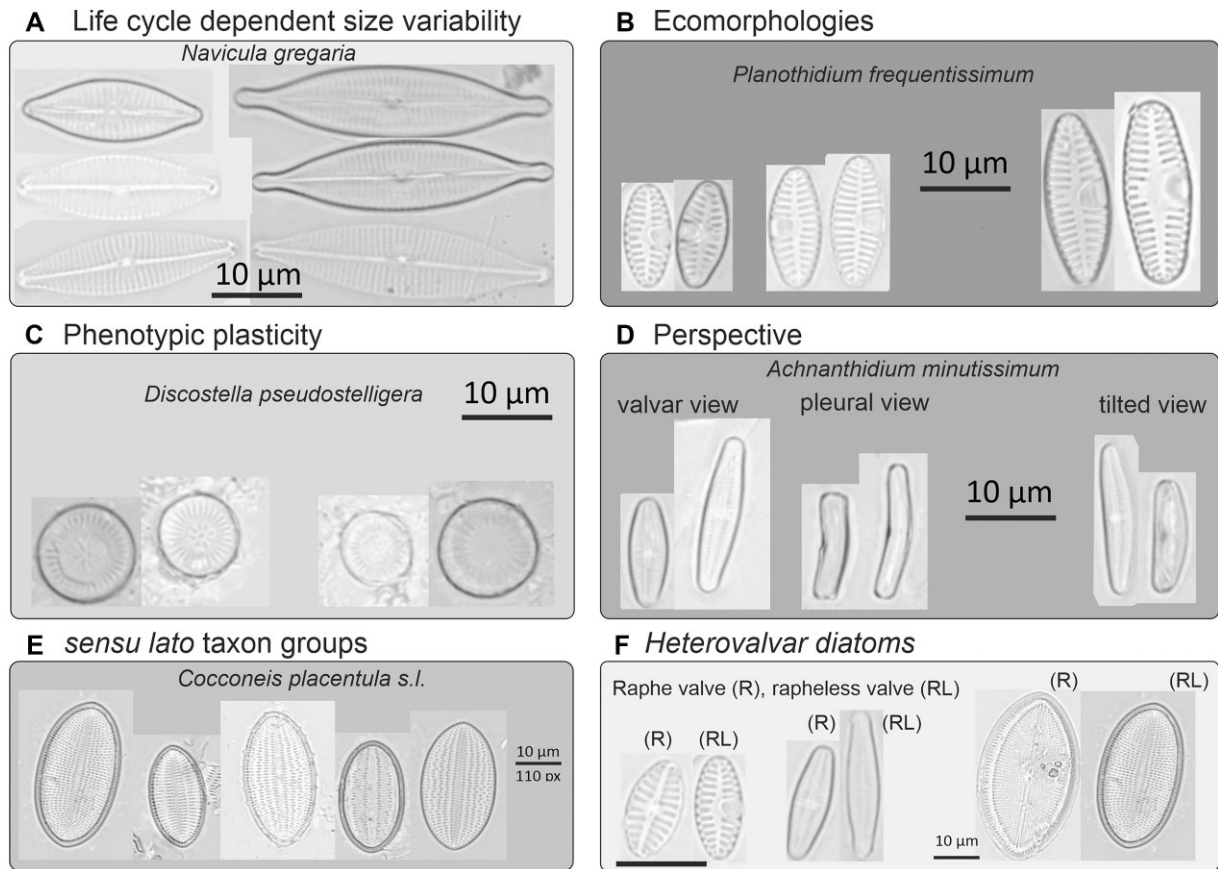 A Life cycle dependent size variability
Navicula gregaria
10 µm
B Ecomorphologies
Planothidium frequentissimum
10 µm
C Phenotypic plasticity
Discostella pseudostelligera
10 µm
D Perspective
Achnanthidium minutissimum
valvar view pleural view tilted view
10 µm
E sensu lato taxon groups
Cocconeis placentula s.l.
10 µm
110 px
F Heterovalvar diatoms
Raphe valve (R), rapheless valve (RL)
(R) (RL)
(R) (RL)
(R) (RL)
10 µm